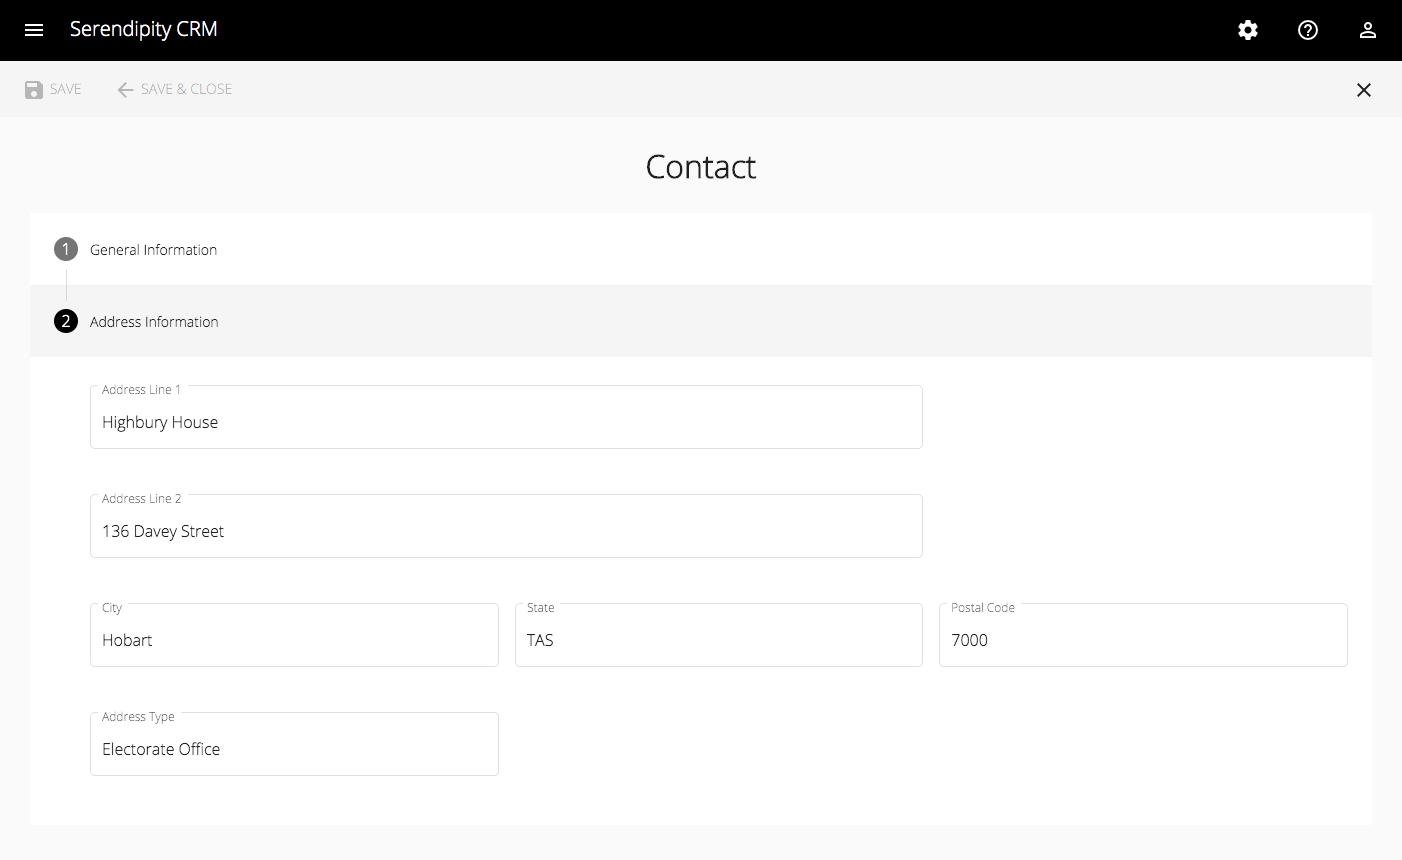 Serendipity CRM
SAVE
SAVE & CLOSE
Contact
1 General Information
2 Address Information
Address Line 1
Highbury House
Address Line 2
136 Davey Street
City
Hobart
State
TAS
Postal Code
7000
Address Type
Electorate Office